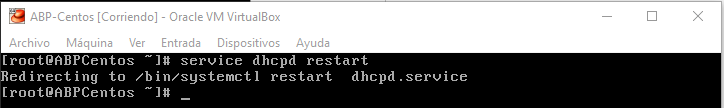 ABP-Centos [Corriendo] - Oracle VM VirtualBox
Archivo Máquina Ver Entrada Dispositivos Ayuda
[root@ABPCentos ~]# service dhcpd restart
Redirecting to /bin/systemctl restart  dhcpd.service
[root@ABPCentos ~]# _